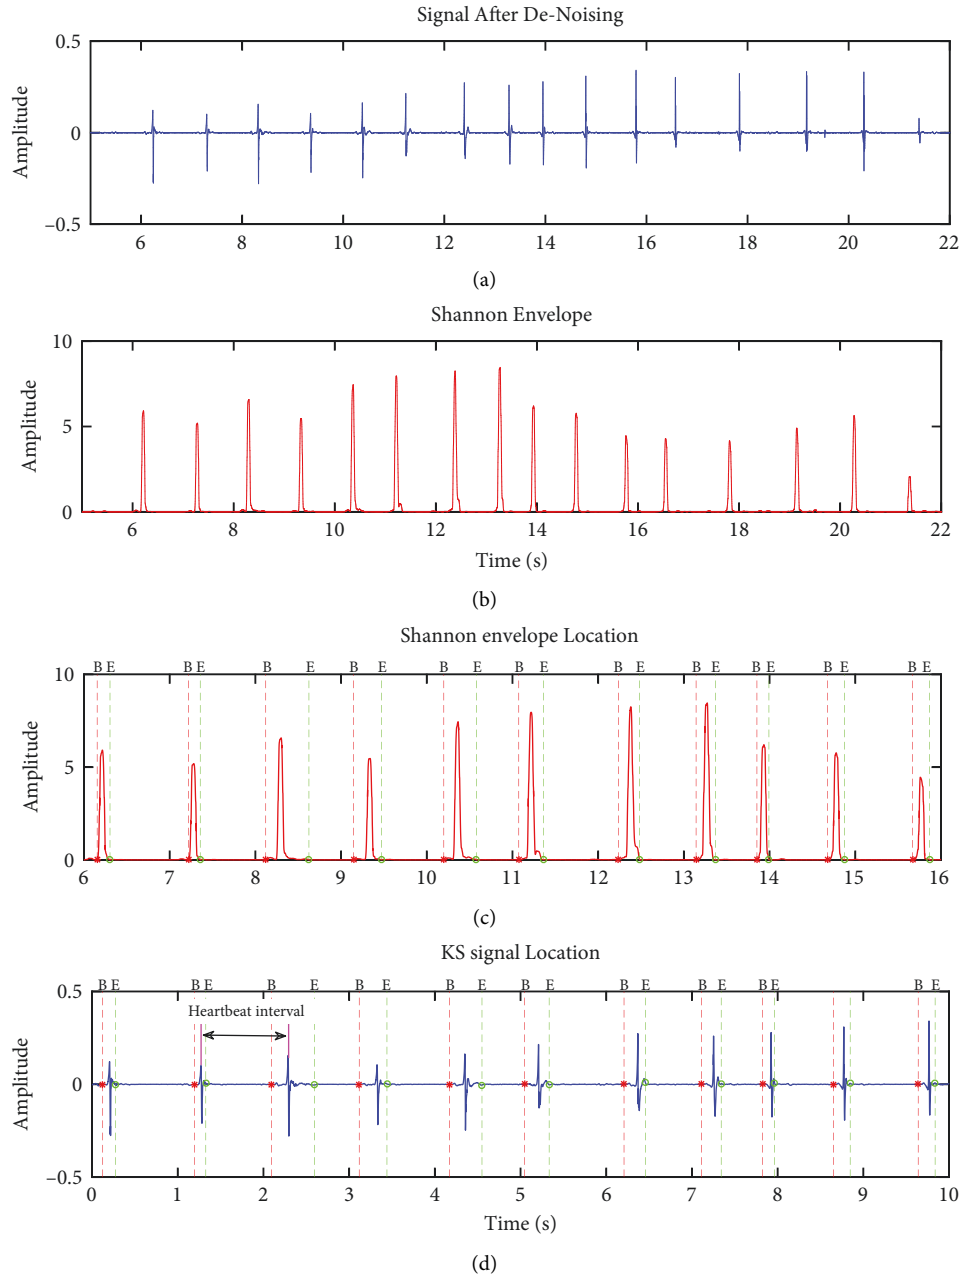 Signal After De-Noising
0.5
0
–0.5
Amplitude
6 8 10 12 14 16 18 20 22
(a)
Shannon Envelope
10
5
0
Amplitude
6 8 10 12 14 16 18 20 22
Time (s)
(b)
Shannon envelope Location
B E B E B E B E B E B E B E B E B E B E B E
10
5
0
Amplitude
6 7 8 9 10 11 12 13 14 15 16
(c)
KS signal Location
B E B E B E B E B E B E B E B E B E B E B E
0.5
Heartbeat interval
0
–0.5
Amplitude
0 1 2 3 4 5 6 7 8 9 10
Time (s)
(d)